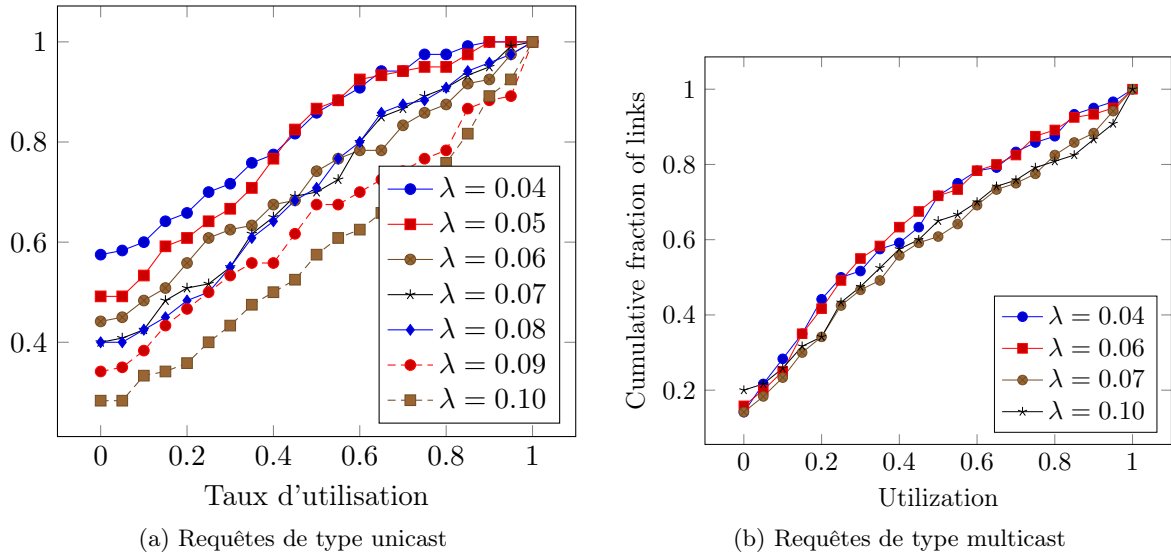 1
0.8
0.6
0.4
0
0.2
0.4
0.6
0.8
1
Taux d'utilisation
λ = 0.04
λ = 0.05
λ = 0.06
λ = 0.07
λ = 0.08
λ = 0.09
λ = 0.10
(a) Requêtes de type unicast
Cumulative fraction of links
1
0.8
0.6
0.4
0.2
0
0.2
0.4
0.6
0.8
1
Utilization
λ = 0.04
λ = 0.06
λ = 0.07
λ = 0.10
(b) Requêtes de type multicast